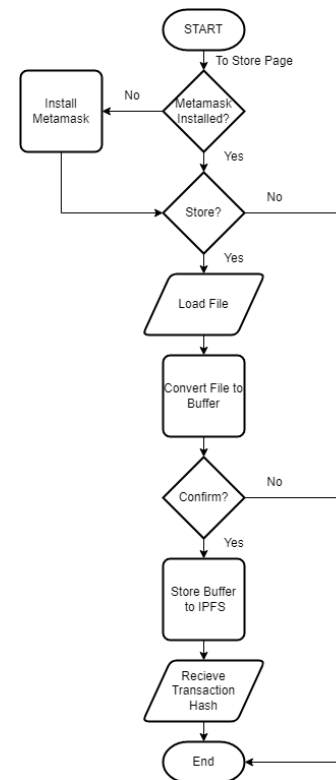 START
To Store Page
No
Install
Metamask
Metamask
Installed?
Yes
Store?
No
Yes
Load File
Convert File to
Buffer
No
Confirm?
Yes
Store Buffer
to IPFS
Recieve
Transaction
Hash
End